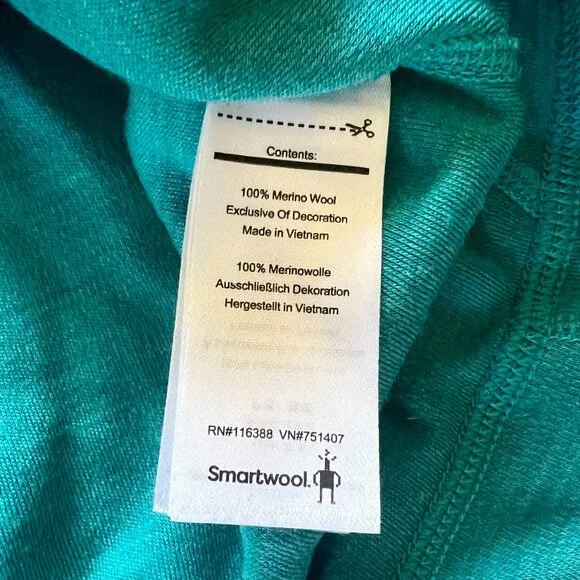 Contents:
100% Merino Wool
Exclusive Of Decoration
Made in Vietnam
100% Merinowolle
Ausschließlich Dekoration
Hergestellt in Vietnam
RN#116388 VN#751407
Smartwool